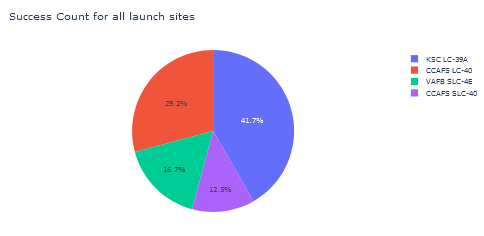 Success Count for all launch sites
KSC LC-39A
CCAFS LC-40
VAFB SLC-4E
CCAFS SLC-40
41.7%
29.2%
16.7%
12.5%